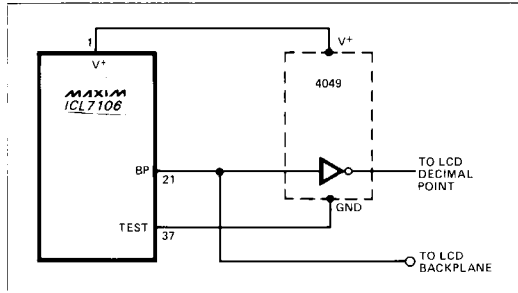 1
V+
V+
MAXIM
ICL7106
4049
BP
21
TO LCD
DECIMAL
POINT
TEST
37
GND
TO LCD
BACKPLANE